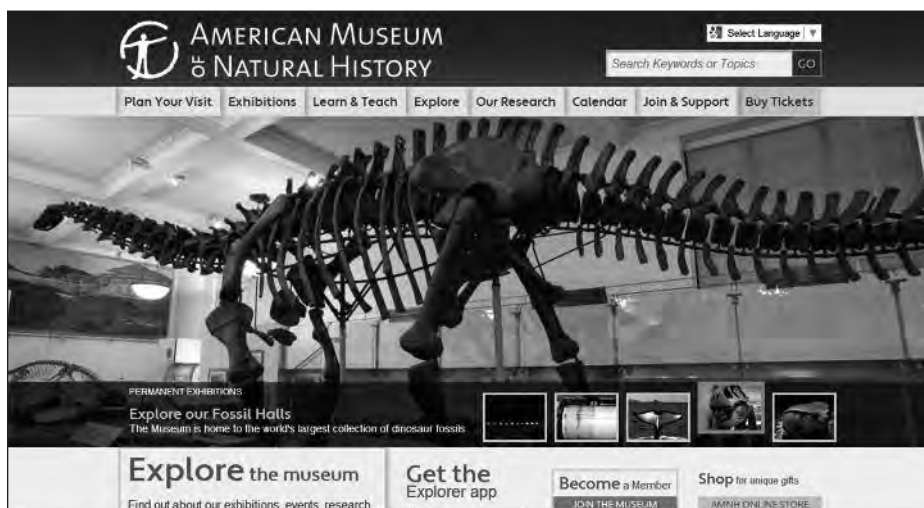 AMERICAN MUSEUM
OF NATURAL HISTORY
Select Language ▼
Search Keywords or Topics GO
Plan Your Visit Exhibitions Learn & Teach Explore Our Research Calendar Join & Support Buy Tickets
PERMANENT EXHIBITIONS
Explore our Fossil Halls
The Museum is home to the world's largest collection of dinosaur fossils
Explore the museum
Find out about our exhibitions, events, research
Get the
Explorer app
Become a Member
JOIN THE MUSEUM
Shop for unique gifts
AMNH ONLINE STORE